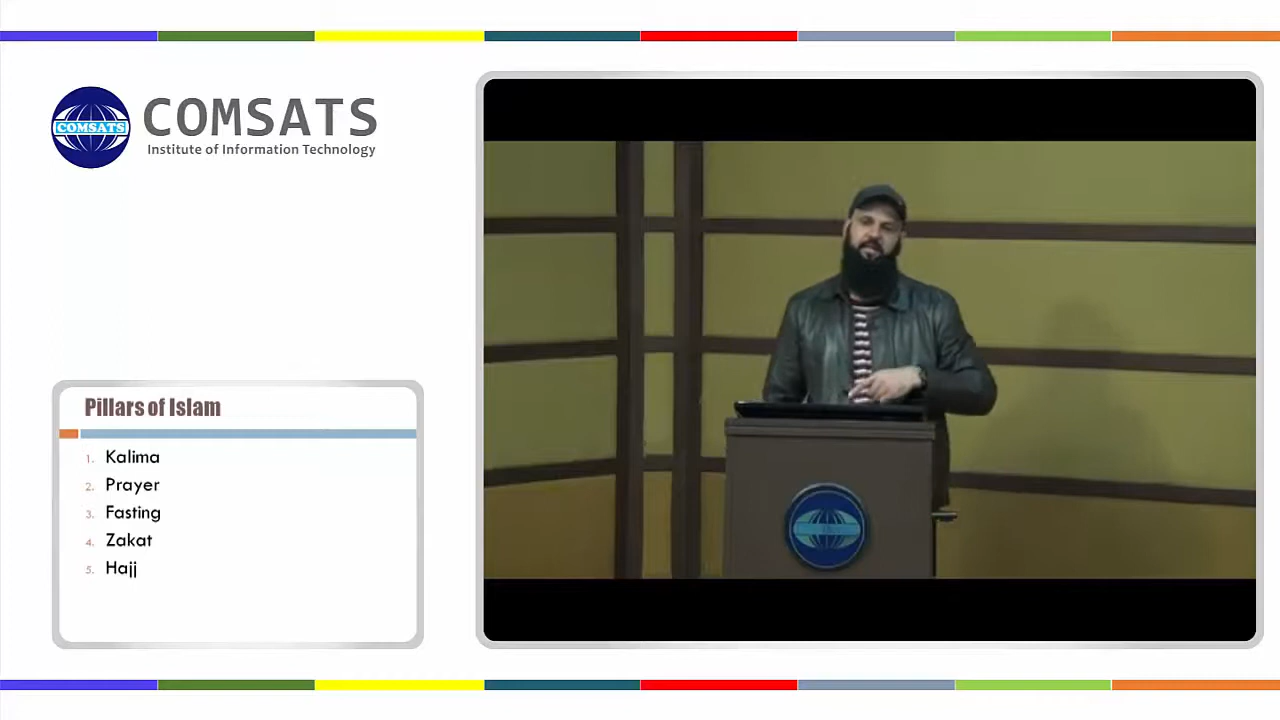 COMSATS
COMSATS
Institute of Information Technology
Pillars of Islam
1. Kalima
2. Prayer
3. Fasting
4. Zakat
5. Hajj